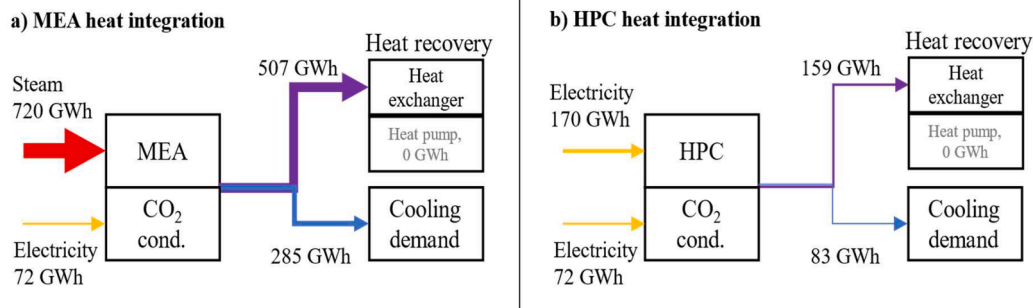 a) MEA heat integration
Heat recovery
507 GWh
Heat
exchanger
Heat pump,
0 GWh
Steam
720 GWh
MEA
CO₂
cond.
Electricity
72 GWh
Cooling
demand
285 GWh
b) HPC heat integration
Heat recovery
159 GWh
Heat
exchanger
Heat pump,
0 GWh
Electricity
170 GWh
HPC
CO₂
cond.
Electricity
72 GWh
Cooling
demand
83 GWh